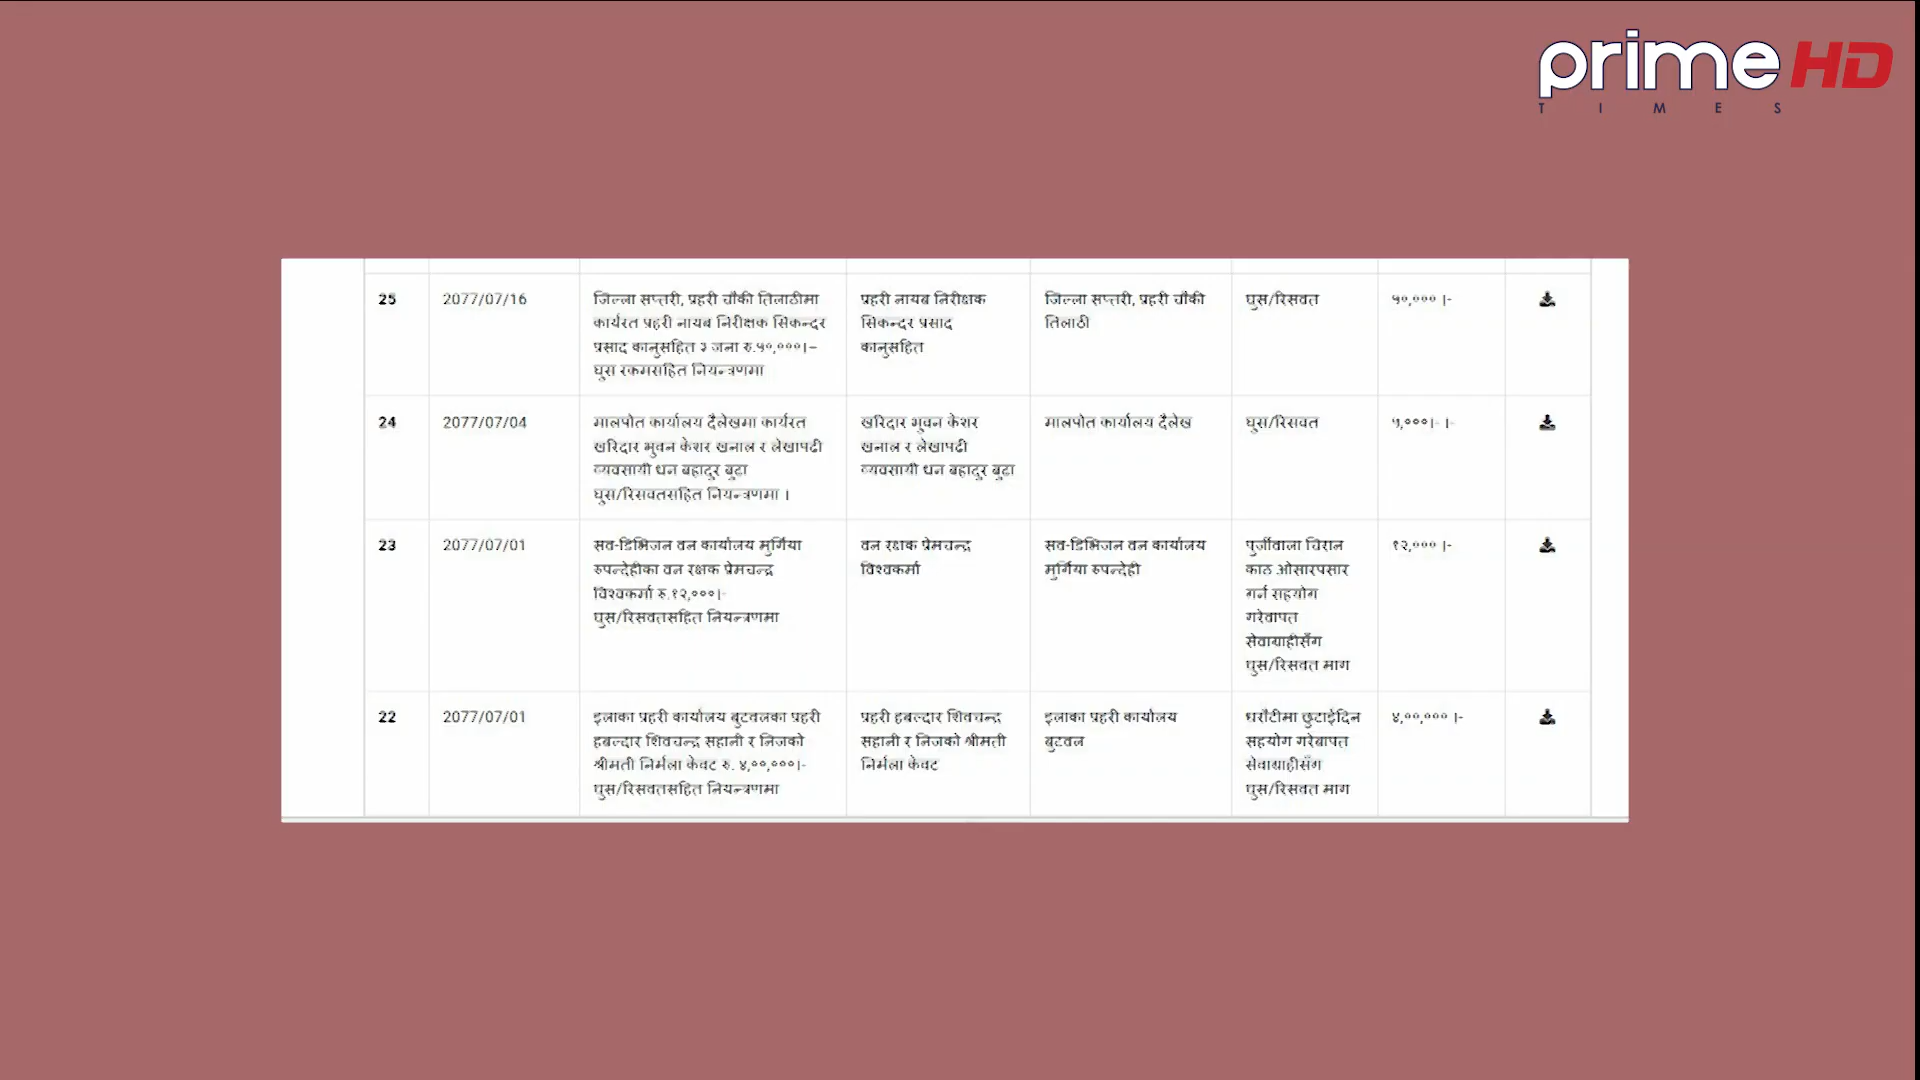 prime HD
TIMES
25
2077/07/16
जिल्ला सप्तरी, प्रहरी चौकी तिलाठीमा
कार्यरत प्रहरी नायब निरीक्षक सिकन्दर
प्रसाद कानुसहित ३ जना रु.५०,०००।–
घुस रकमसहित नियन्त्रणमा
प्रहरी नायब निरीक्षक
सिकन्दर प्रसाद
कानुसहित
जिल्ला सप्तरी, प्रहरी चौकी
तिलाठी
घुस/रिसवत
५०,००० ।-
24
2077/07/04
मालपोत कार्यालय दैलेखमा कार्यरत
खरिदार भुवन केशर खनाल र लेखापढी
व्यवसायी धन बहादुर बुढा
घुस/रिसवतसहित नियन्त्रणमा ।
खरिदार भुवन केशर
खनाल र लेखापढी
व्यवसायी धन बहादुर बुढा
मालपोत कार्यालय दैलेख
घुस/रिसवत
५,०००।- ।-
23
2077/07/01
सव-डिभिजन वन कार्यालय मुर्गिया
रुपन्देहीका वन रक्षक प्रेमचन्द्र
विश्वकर्मा रु.१२,०००।-
घुस/रिसवतसहित नियन्त्रणमा
वन रक्षक प्रेमचन्द्र
विश्वकर्मा
सव-डिभिजन वन कार्यालय
मुर्गिया रुपन्देही
पुर्जीवाला चिरान
काठ ओसारपसार
गर्न सहयोग
गरेवापत
सेवाग्राहीसँग
घुस/रिसवत माग
१२,००० ।-
22
2077/07/01
इलाका प्रहरी कार्यालय बुटवलका प्रहरी
हबल्दार शिवचन्द्र सहानी र निजको
श्रीमती निर्मला केवट रु. ४,००,०००।-
घुस/रिसवतसहित नियन्त्रणमा
प्रहरी हबल्दार शिवचन्द्र
सहानी र निजको श्रीमती
निर्मला केवट
इलाका प्रहरी कार्यालय
बुटवल
धरौटीमा छुटाईदिन
सहयोग गरेबापत
सेवाग्राहीसँग
घुस/रिसवत माग
४,००,००० ।-